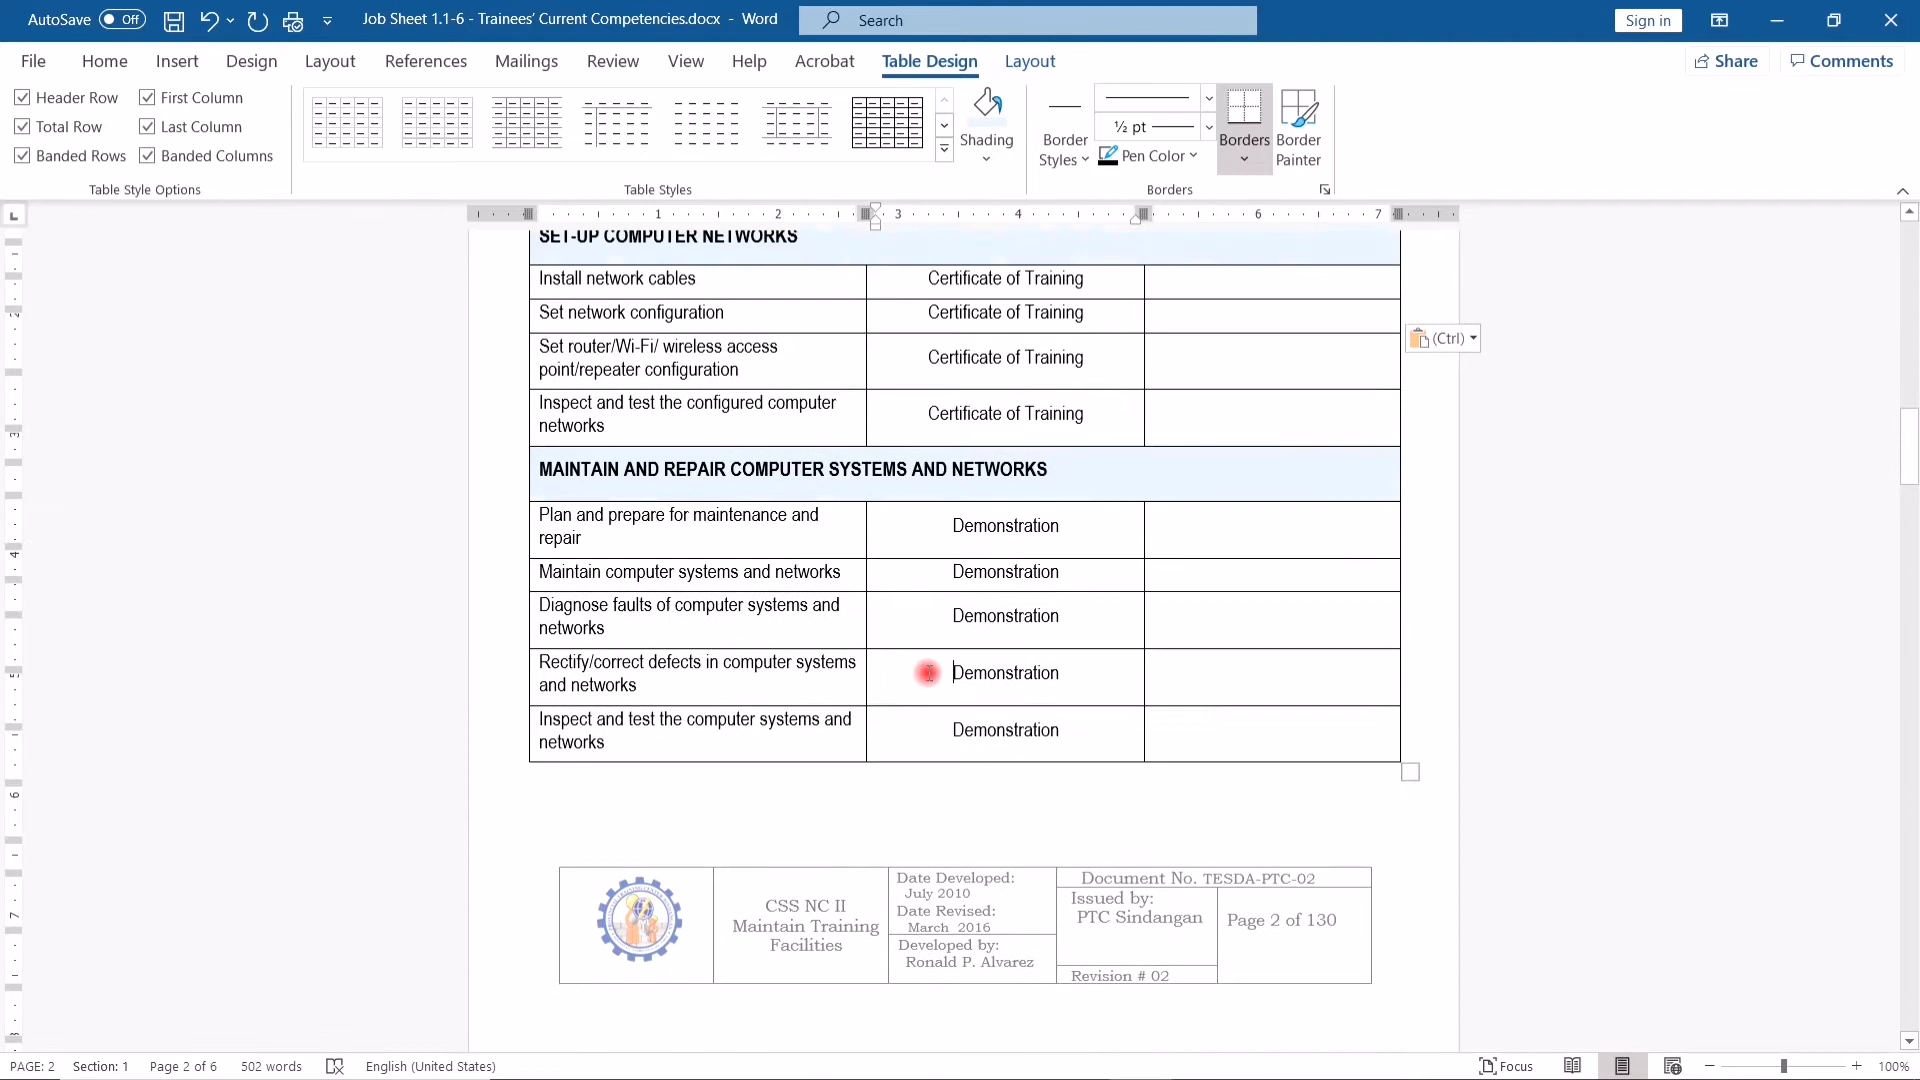 AutoSave Off
Job Sheet 1.1-6 - Trainees' Current Competencies.docx - Word
Search
Sign in
File Home Insert Design Layout References Mailings Review View Help Acrobat Table Design Layout
Share Comments
Header Row First Column
Total Row Last Column
Banded Rows Banded Columns
Table Style Options
Table Styles
Shading
Border Styles
½ pt
Pen Color
Borders
Border Painter
Borders
1 2 3 4 6 7
SET-UP COMPUTER NETWORKS
Install network cables
Certificate of Training
Set network configuration
Certificate of Training
Set router/Wi-Fi/ wireless access
point/repeater configuration
Certificate of Training
Inspect and test the configured computer
networks
Certificate of Training
(Ctrl)
MAINTAIN AND REPAIR COMPUTER SYSTEMS AND NETWORKS
Plan and prepare for maintenance and
repair
Demonstration
Maintain computer systems and networks
Demonstration
Diagnose faults of computer systems and
networks
Demonstration
Rectify/correct defects in computer systems
and networks
Demonstration
Inspect and test the computer systems and
networks
Demonstration
CSS NC II
Maintain Training
Facilities
Date Developed:
July 2010
Date Revised:
March 2016
Developed by:
Ronald P. Alvarez
Document No. TESDA-PTC-02
Issued by:
PTC Sindangan
Revision # 02
Page 2 of 130
PAGE: 2 Section: 1 Page 2 of 6 502 words English (United States)
Focus
100%